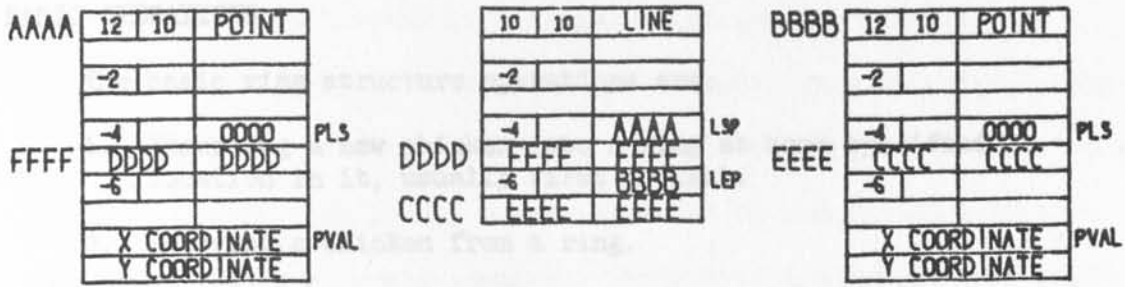 AAAA 12 10 POINT 10 10 LINE BBBB 12 10 POINT
-2 -2 -2
-4 0000 PLS -4 AAAA LSP -4 0000 PLS
FFFF DDDD DDDD DDDD FFFF FFFF EEEE CCCC CCCC
-6 -6 BBBB LEP -6
CCCC EEEE EEEE
X COORDINATE PVAL X COORDINATE PVAL
Y COORDINATE Y COORDINATE